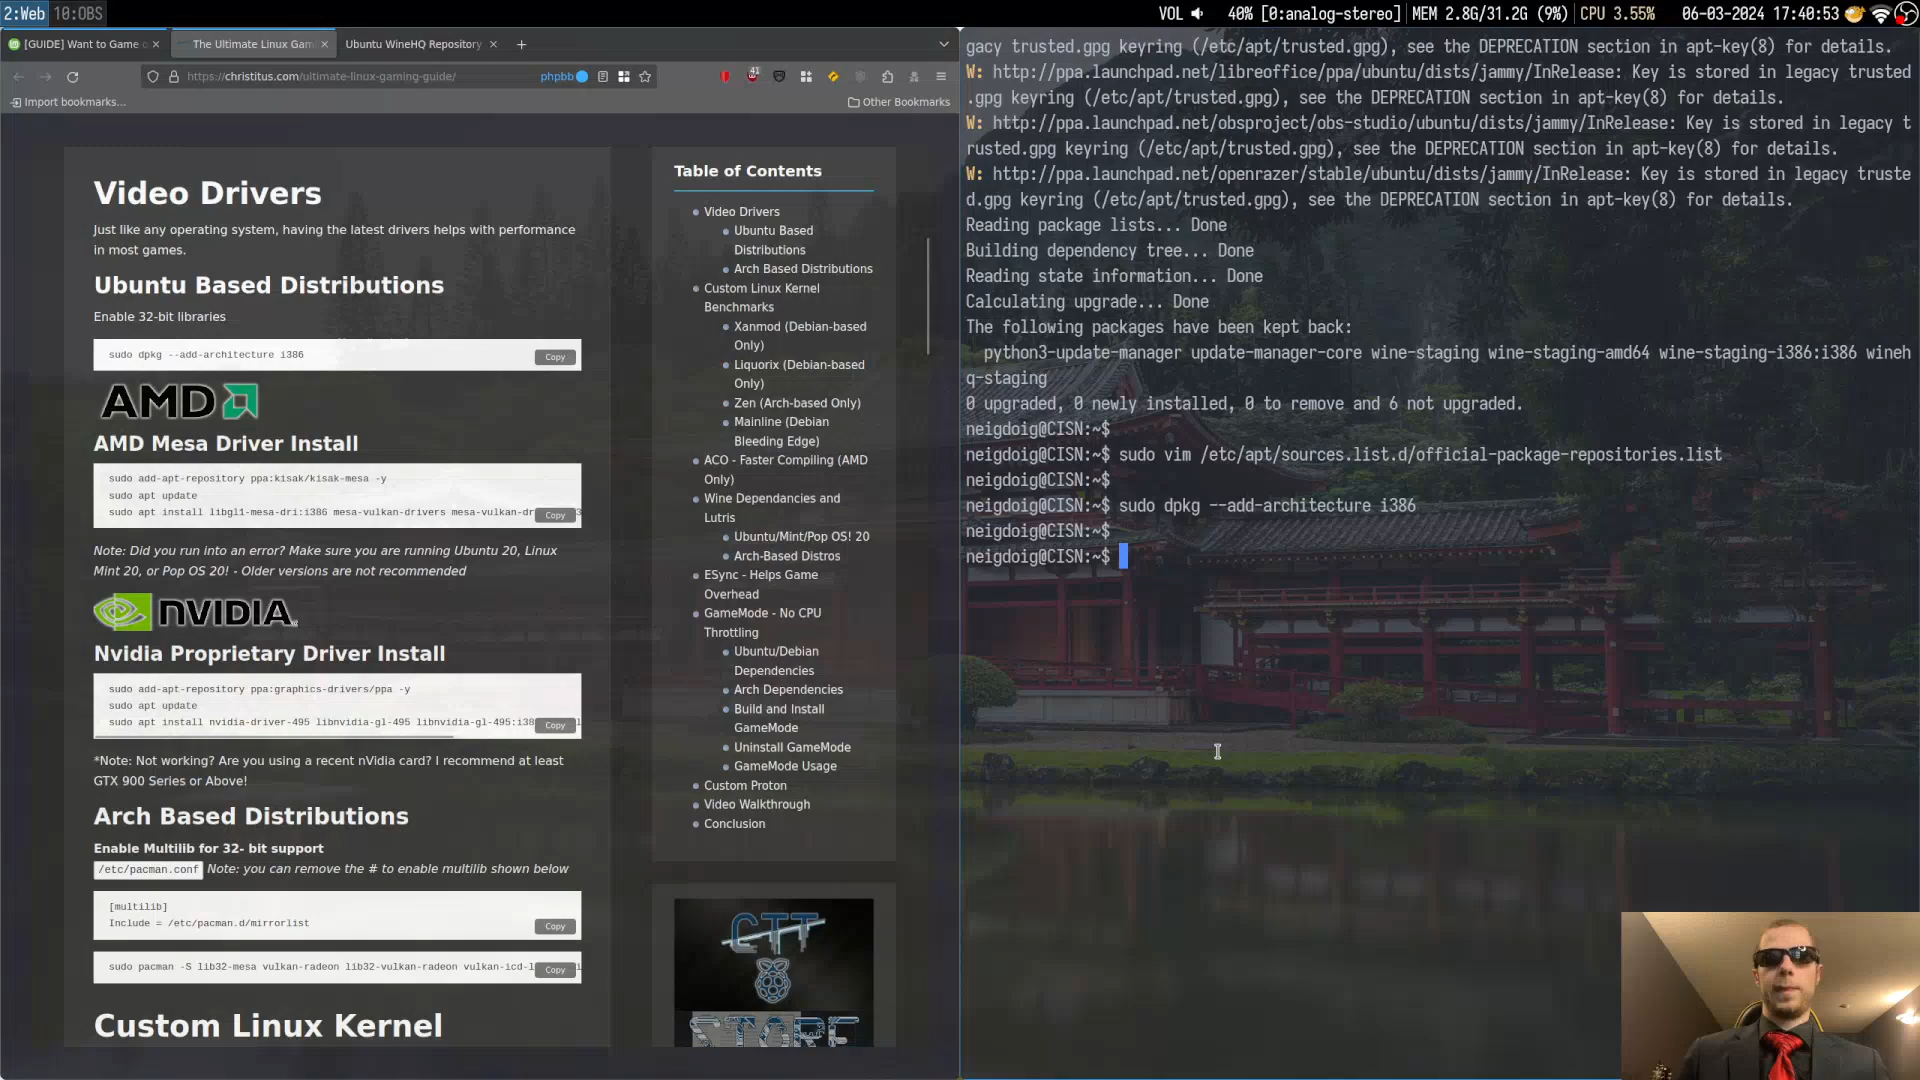 2:Web 10:OBS
VOL 40% [0:analog-stereo] MEM 2.8G/31.2G (9%) CPU 3.55% 06-03-2024 17:40:53
[GUIDE] Want to Game o
The Ultimate Linux Gami
Ubuntu WineHQ Repository
https://christitus.com/ultimate-linux-gaming-guide/
phpbb
41
Import bookmarks...
Other Bookmarks
Video Drivers
Just like any operating system, having the latest drivers helps with performance
in most games.
Ubuntu Based Distributions
Enable 32-bit libraries
sudo dpkg --add-architecture i386
Copy
AMD
AMD Mesa Driver Install
sudo add-apt-repository ppa:kisak/kisak-mesa -y
sudo apt update
sudo apt install libgl1-mesa-dri:i386 mesa-vulkan-drivers mesa-vulkan-dr
Copy
Note: Did you run into an error? Make sure you are running Ubuntu 20, Linux
Mint 20, or Pop OS 20! - Older versions are not recommended
NVIDIA
Nvidia Proprietary Driver Install
sudo add-apt-repository ppa:graphics-drivers/ppa -y
sudo apt update
sudo apt install nvidia-driver-495 libnvidia-gl-495 libnvidia-gl-495:i38
Copy
*Note: Not working? Are you using a recent nVidia card? I recommend at least
GTX 900 Series or Above!
Arch Based Distributions
Enable Multilib for 32- bit support
/etc/pacman.conf Note: you can remove the # to enable multilib shown below
[multilib]
Include = /etc/pacman.d/mirrorlist
Copy
sudo pacman -S lib32-mesa vulkan-radeon lib32-vulkan-radeon vulkan-icd-l
Copy
Custom Linux Kernel
Table of Contents
Video Drivers
Ubuntu Based
Distributions
Arch Based Distributions
Custom Linux Kernel
Benchmarks
Xanmod (Debian-based
Only)
Liquorix (Debian-based
Only)
Zen (Arch-based Only)
Mainline (Debian
Bleeding Edge)
ACO - Faster Compiling (AMD
Only)
Wine Dependancies and
Lutris
Ubuntu/Mint/Pop OS! 20
Arch-Based Distros
ESync - Helps Game
Overhead
GameMode - No CPU
Throttling
Ubuntu/Debian
Dependencies
Arch Dependencies
Build and Install
GameMode
Uninstall GameMode
GameMode Usage
Custom Proton
Video Walkthrough
Conclusion
CTT
STORE
gacy trusted.gpg keyring (/etc/apt/trusted.gpg), see the DEPRECATION section in apt-key(8) for details.
W: http://ppa.launchpad.net/libreoffice/ppa/ubuntu/dists/jammy/InRelease: Key is stored in legacy trusted
.gpg keyring (/etc/apt/trusted.gpg), see the DEPRECATION section in apt-key(8) for details.
W: http://ppa.launchpad.net/obsproject/obs-studio/ubuntu/dists/jammy/InRelease: Key is stored in legacy t
rusted.gpg keyring (/etc/apt/trusted.gpg), see the DEPRECATION section in apt-key(8) for details.
W: http://ppa.launchpad.net/openrazer/stable/ubuntu/dists/jammy/InRelease: Key is stored in legacy truste
d.gpg keyring (/etc/apt/trusted.gpg), see the DEPRECATION section in apt-key(8) for details.
Reading package lists... Done
Building dependency tree... Done
Reading state information... Done
Calculating upgrade... Done
The following packages have been kept back:
python3-update-manager update-manager-core wine-staging wine-staging-amd64 wine-staging-i386:i386 wineh
q-staging
0 upgraded, 0 newly installed, 0 to remove and 6 not upgraded.
neigdoig@CISN:~$
neigdoig@CISN:~$ sudo vim /etc/apt/sources.list.d/official-package-repositories.list
neigdoig@CISN:~$
neigdoig@CISN:~$ sudo dpkg --add-architecture i386
neigdoig@CISN:~$
neigdoig@CISN:~$